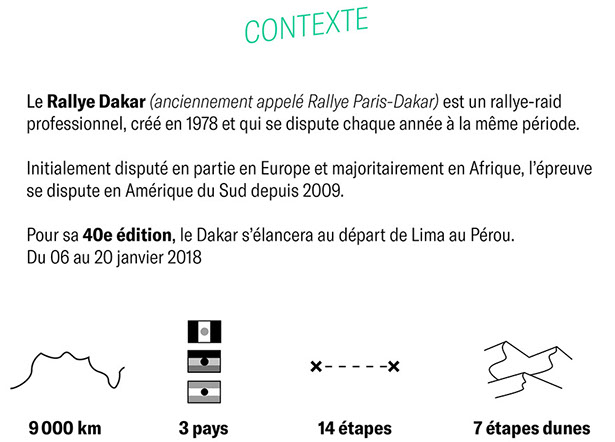 CONTEXTE
Le Rallye Dakar (anciennement appelé Rallye Paris-Dakar) est un rallye-raid
professionnel, créé en 1978 et qui se dispute chaque année à la même période.
Initialement disputé en partie en Europe et majoritairement en Afrique, l’épreuve
se dispute en Amérique du Sud depuis 2009.
Pour sa 40e édition, le Dakar s’élancera au départ de Lima au Pérou.
Du 06 au 20 janvier 2018
9 000 km
3 pays
14 étapes
7 étapes dunes